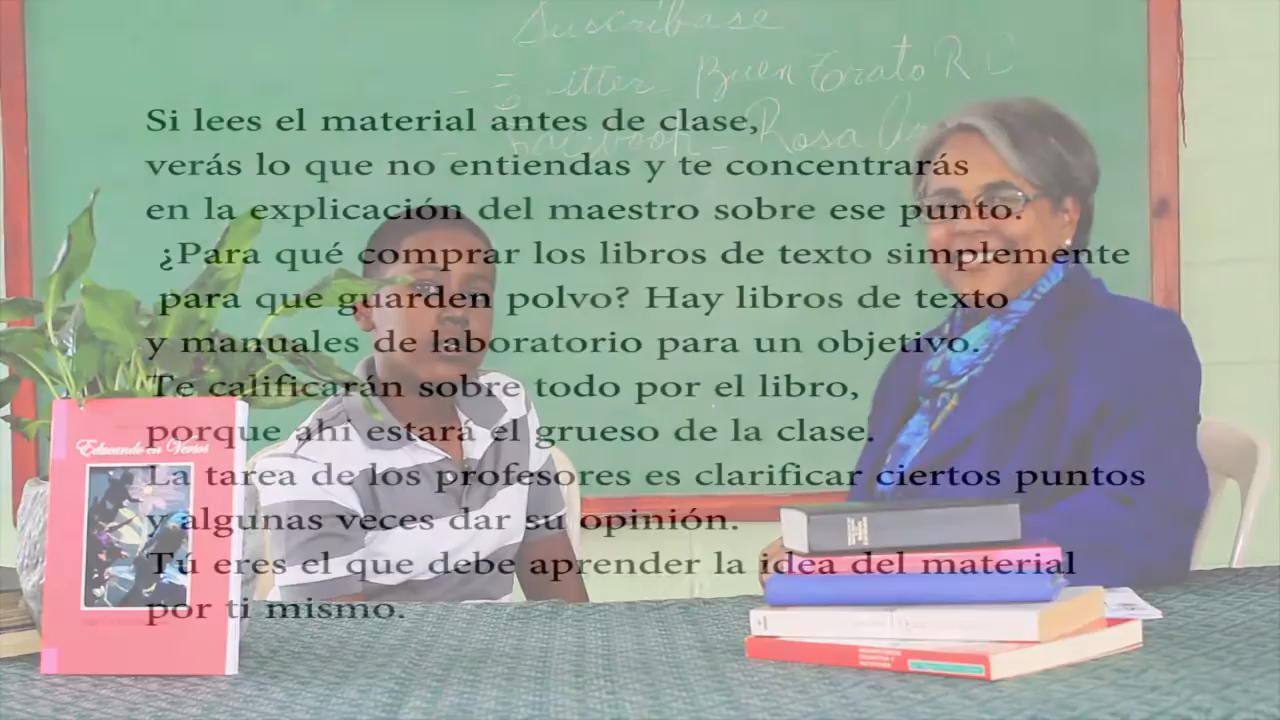 Suscríbase
Buen Trato RD
Facebook - Rosa
Si lees el material antes de clase,
verás lo que no entiendas y te concentrarás
en la explicación del maestro sobre ese punto.
¿Para qué comprar los libros de texto simplemente
para que guarden polvo? Hay libros de texto
y manuales de laboratorio para un objetivo.
Te calificarán sobre todo por el libro,
porque ahí estará el grueso de la clase.
La tarea de los profesores es clarificar ciertos puntos
y algunas veces dar su opinión.
Tú eres el que debe aprender la idea del material
por ti mismo.
Educando en Versos